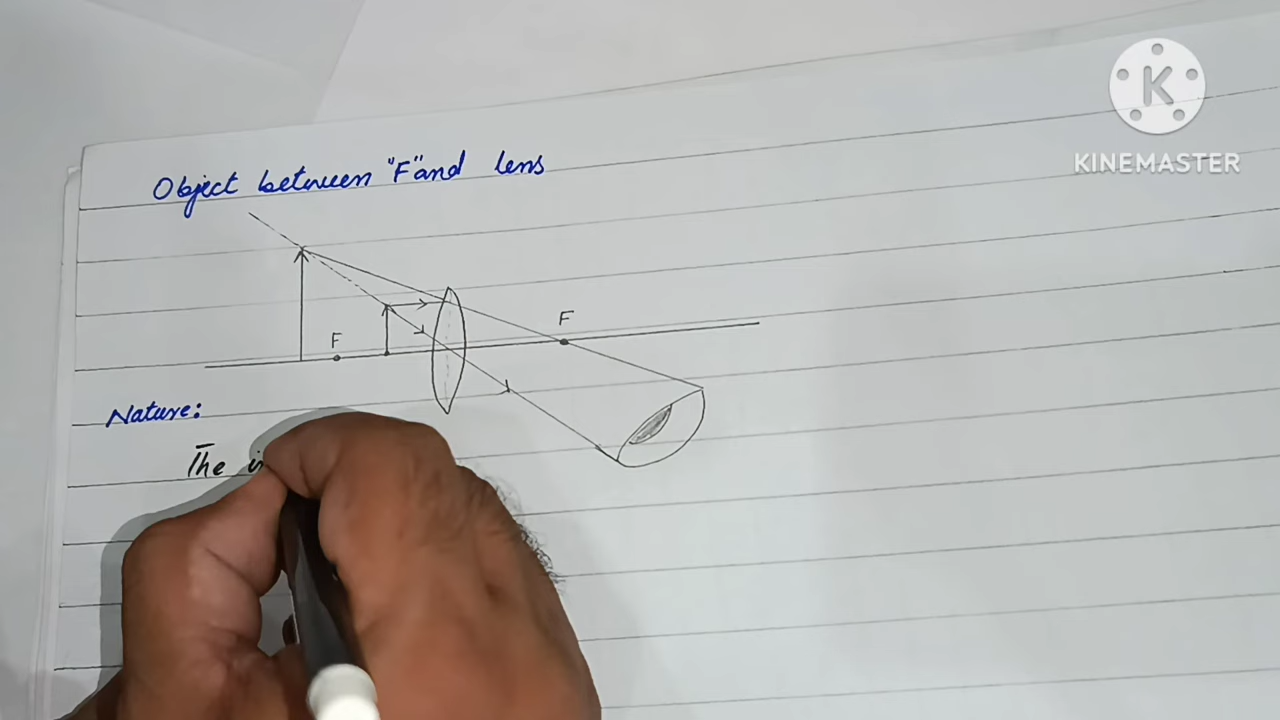 K
KINEMASTER
Object between "F" and lens
F
F
Nature:
The